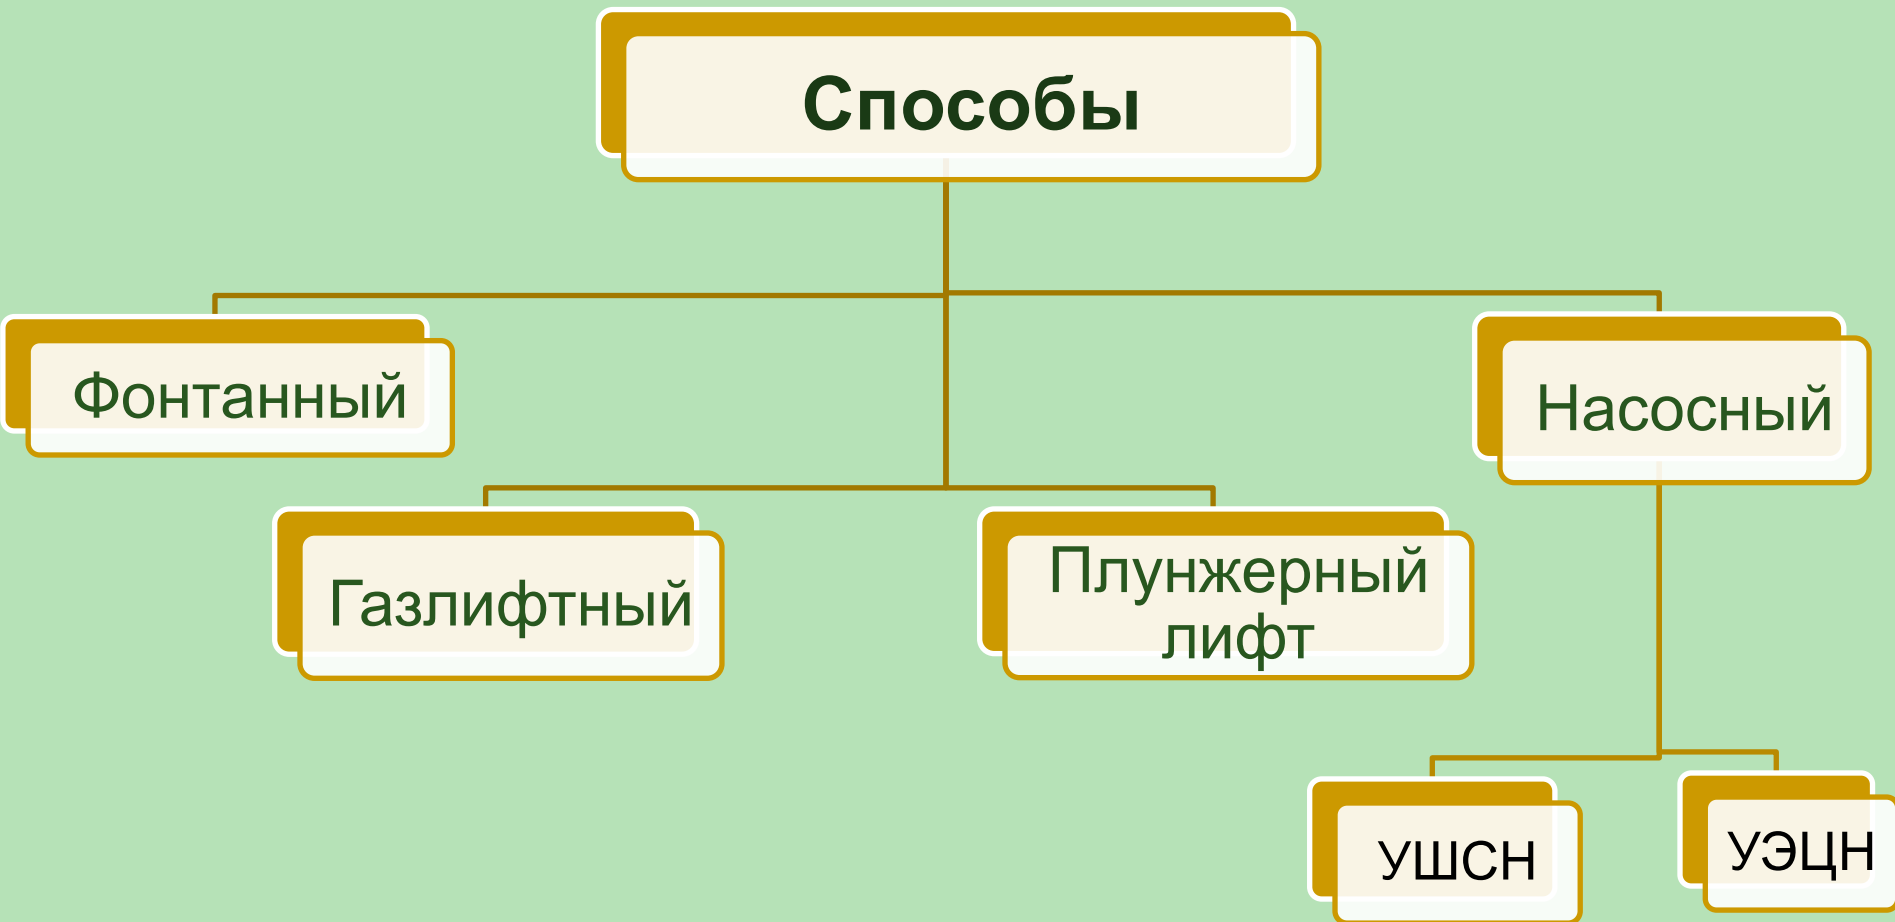 Способы
Фонтанный
Насосный
Газлифтный
Плунжерный
лифт
УШСН
УЭЦН